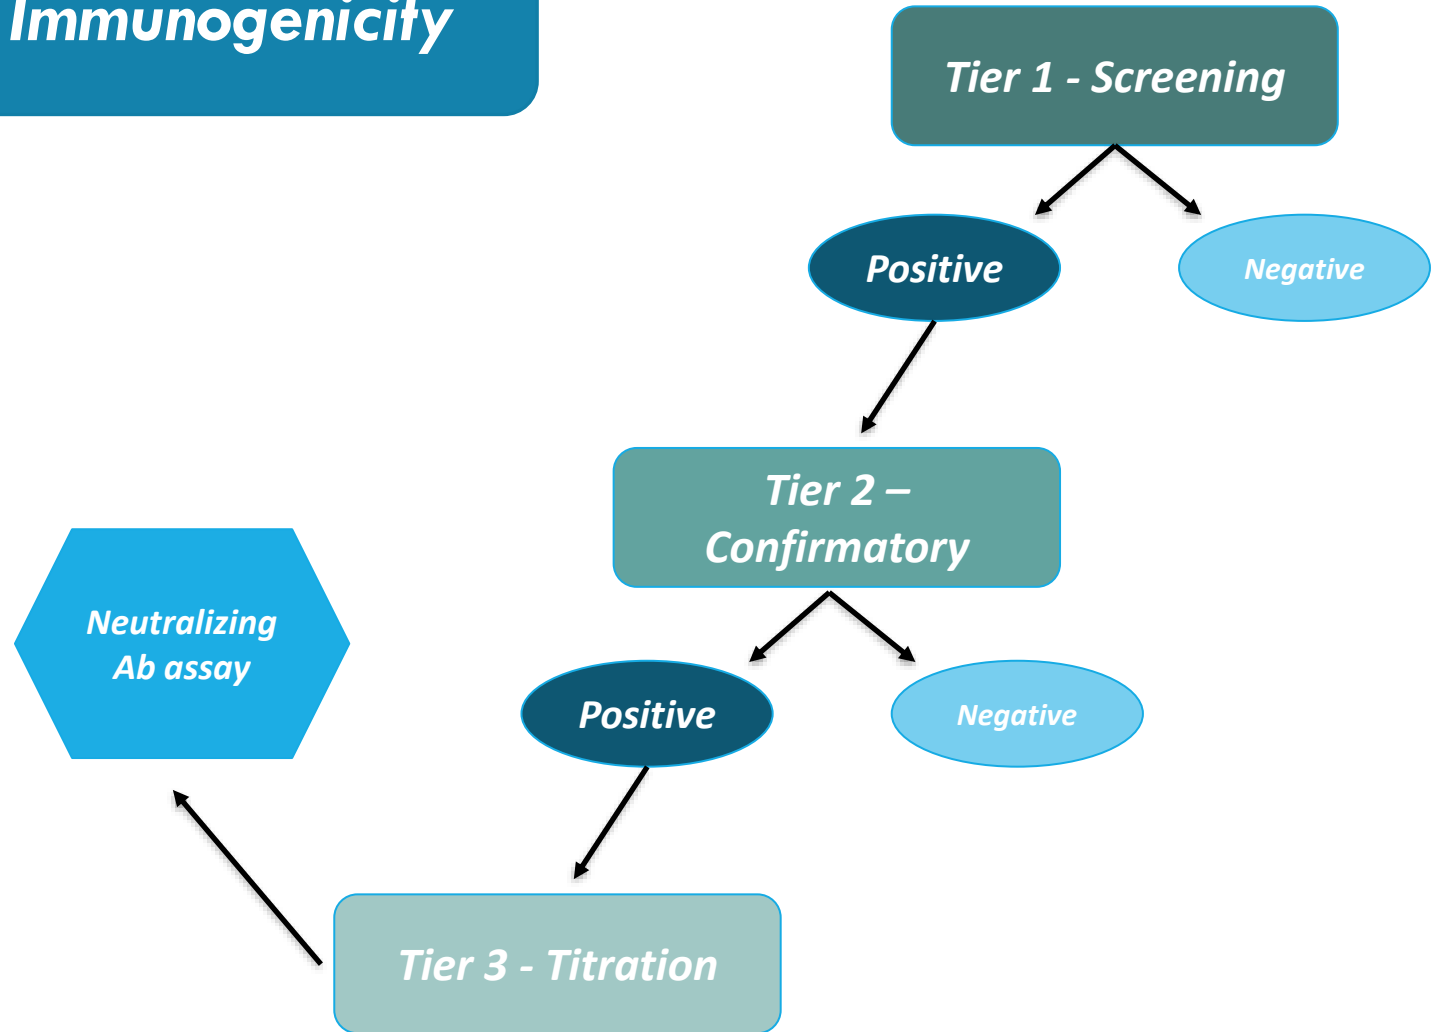 Immunogenicity
Tier 1 - Screening
Positive
Negative
Tier 2 –
Confirmatory
Neutralizing
Ab assay
Positive
Negative
Tier 3 - Titration